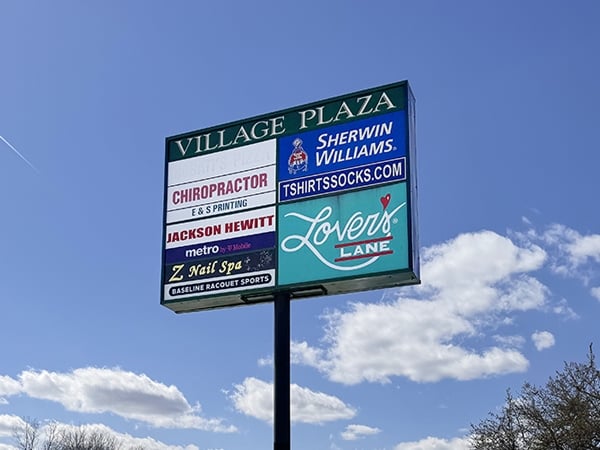 VILLAGE PLAZA
CHIROPRACTOR
E & S PRINTING
JACKSON HEWITT
metro by T Mobile
Z Nail Spa
BASELINE RACQUET SPORTS
SHERWIN
WILLIAMS®
TSHIRTSSOCKS.COM
Lovers®
LANE